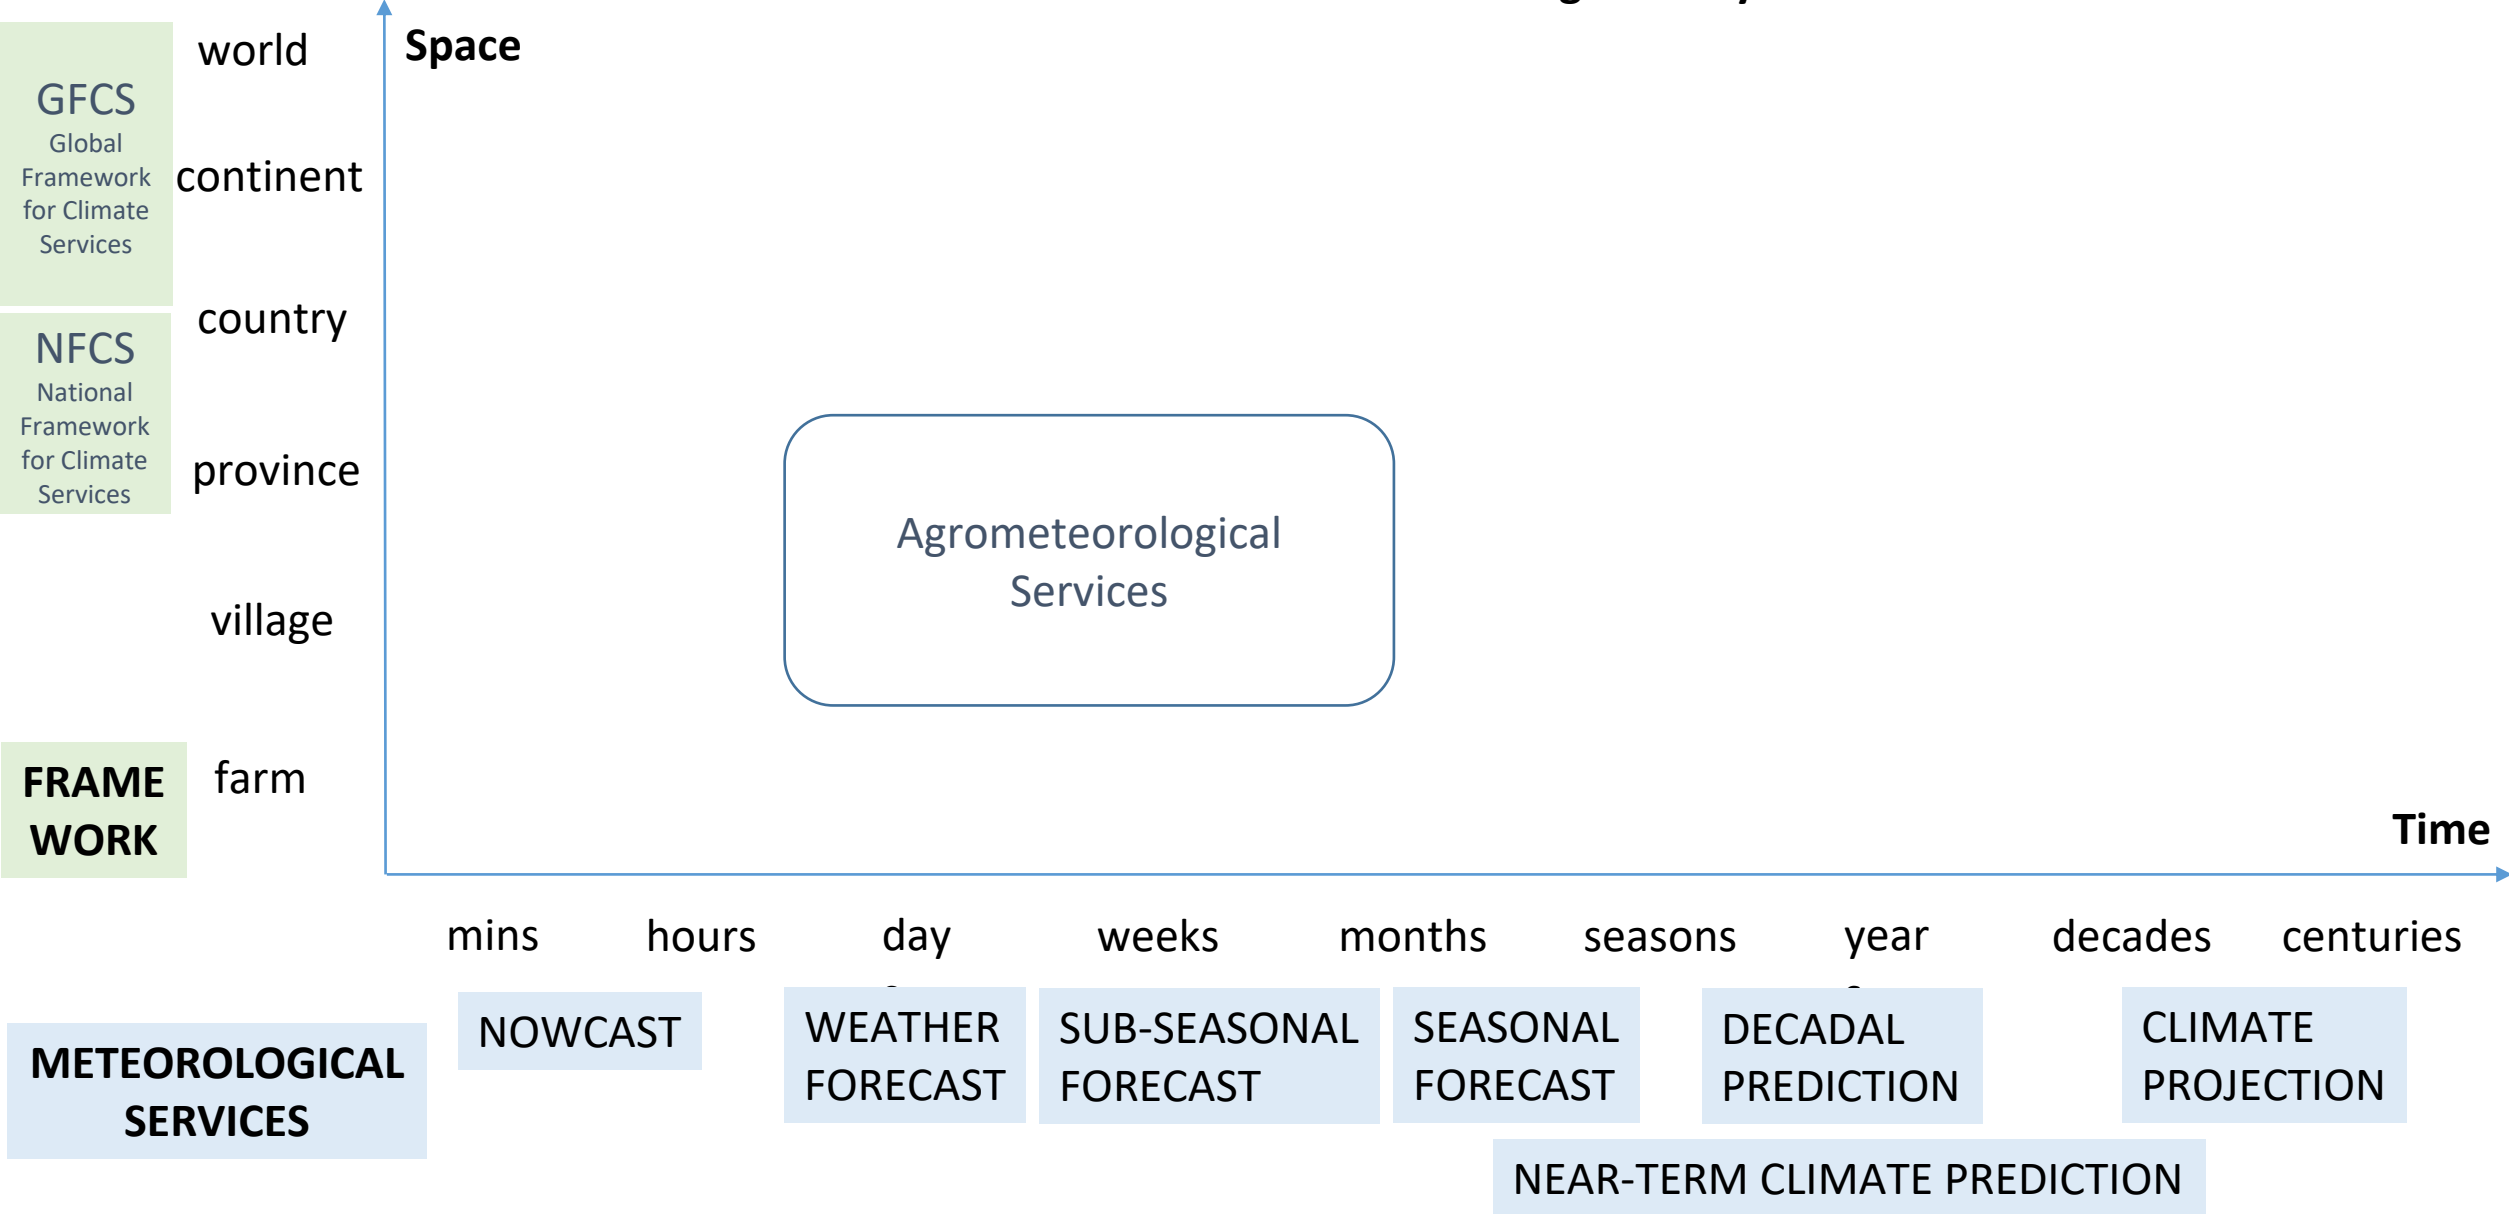 world
Space
GFCS
Global
Framework
for Climate
Services
continent
country
NFCS
National
Framework
for Climate
Services
province
Agrometeorological
Services
village
FRAME
WORK
farm
Time
mins hours day weeks months seasons year decades centuries
METEOROLOGICAL
SERVICES
NOWCAST
WEATHER
FORECAST
SUB-SEASONAL
FORECAST
SEASONAL
FORECAST
DECADAL
PREDICTION
CLIMATE
PROJECTION
NEAR-TERM CLIMATE PREDICTION